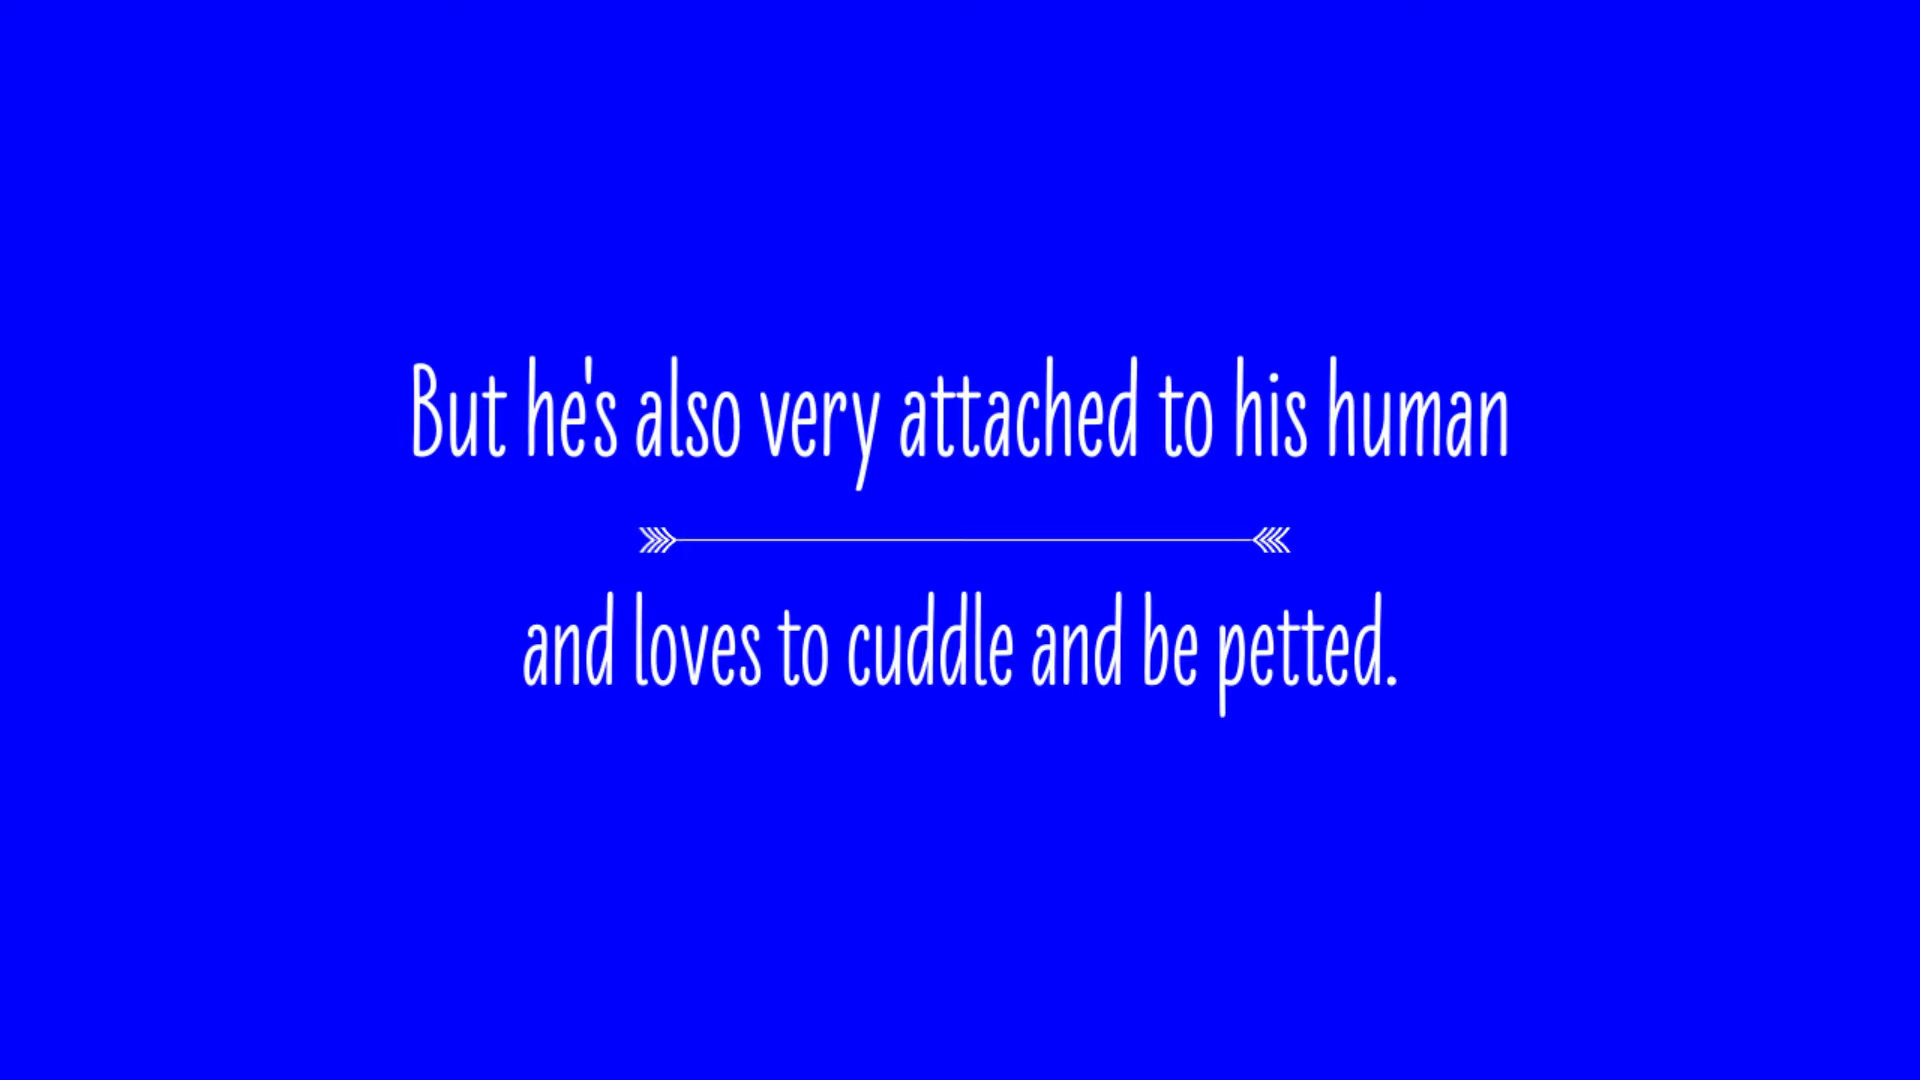 But he's also very attached to his human
and loves to cuddle and be petted.